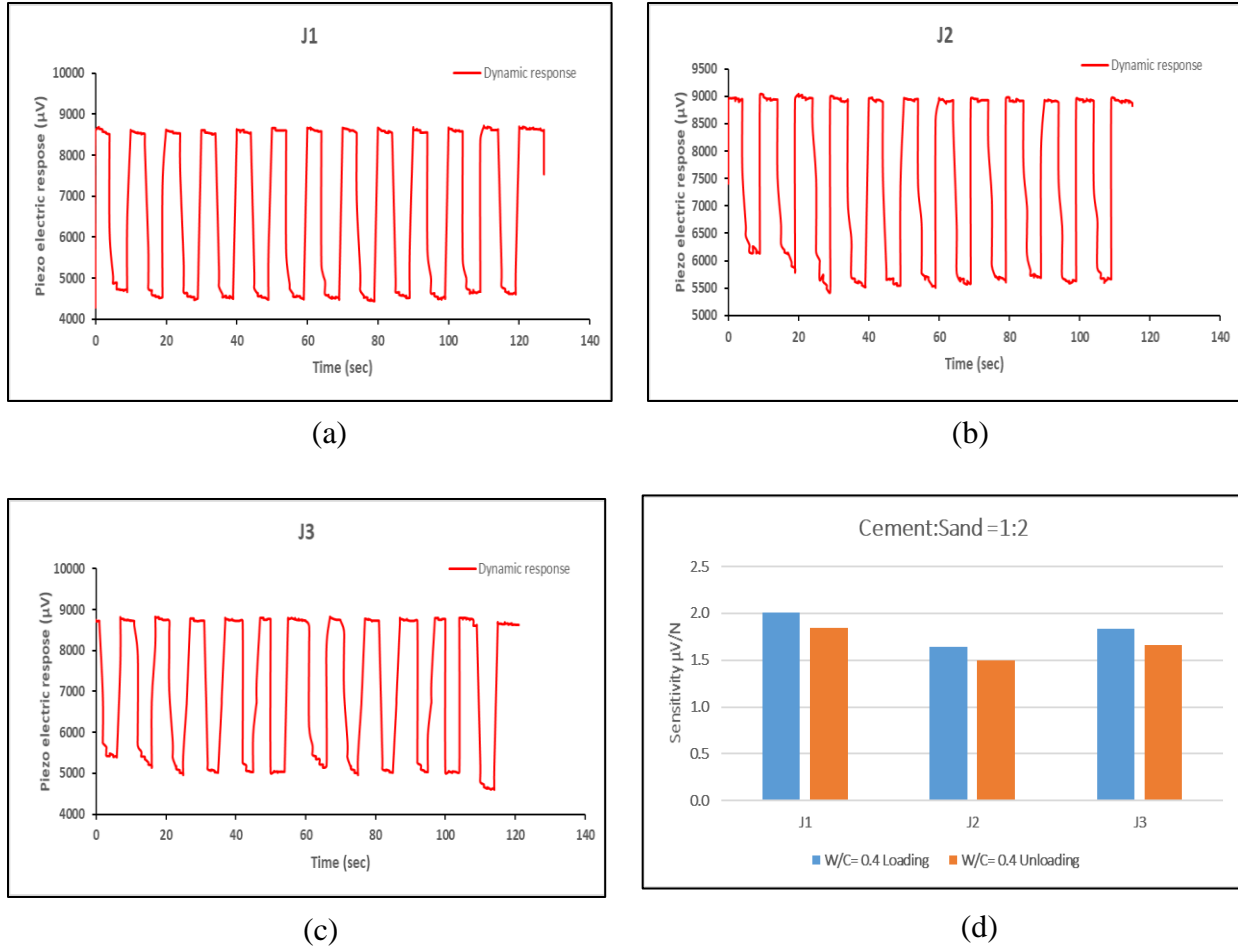 J1
Dynamic response
Piezo electric respose (µV)
10000
9000
8000
7000
6000
5000
4000
0 20 40 60 80 100 120 140
Time (sec)
(a)
J2
Dynamic response
Piezo electric respose (µV)
9500
9000
8500
8000
7500
7000
6500
6000
5500
5000
0 20 40 60 80 100 120 140
Time (sec)
(b)
J3
Dynamic response
Piezo electric respose (µV)
10000
9000
8000
7000
6000
5000
4000
0 20 40 60 80 100 120 140
Time (sec)
(c)
Cement:Sand =1:2
Sensitivity µV/N
2.5
2.0
1.5
1.0
0.5
0.0
J1 J2 J3
W/C= 0.4 Loading W/C= 0.4 Unloading
(d)